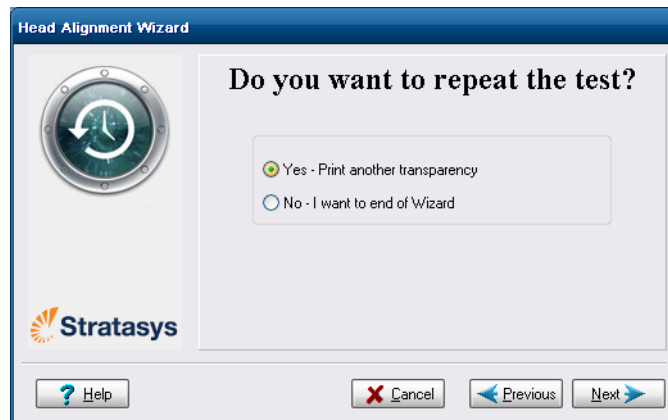 Head Alignment Wizard
Do you want to repeat the test?
Yes - Print another transparency
No - I want to end of Wizard
Stratasys
? Help
Cancel
Previous
Next